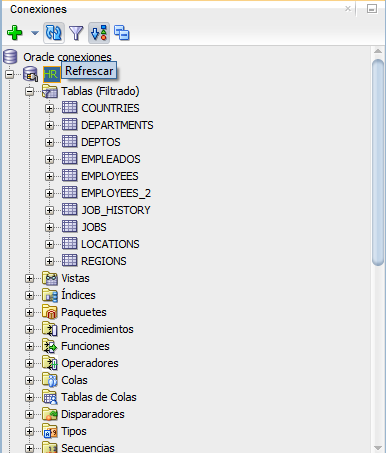 Conexiones
Oracle conexiones
HR
Refrescar
Tablas (Filtrado)
COUNTRIES
DEPARTMENTS
DEPTOS
EMPLEADOS
EMPLOYEES
EMPLOYEES_2
JOB_HISTORY
JOBS
LOCATIONS
REGIONS
Vistas
Índices
Paquetes
Procedimientos
Funciones
Operadores
Colas
Tablas de Colas
Disparadores
Tipos
Secuencias